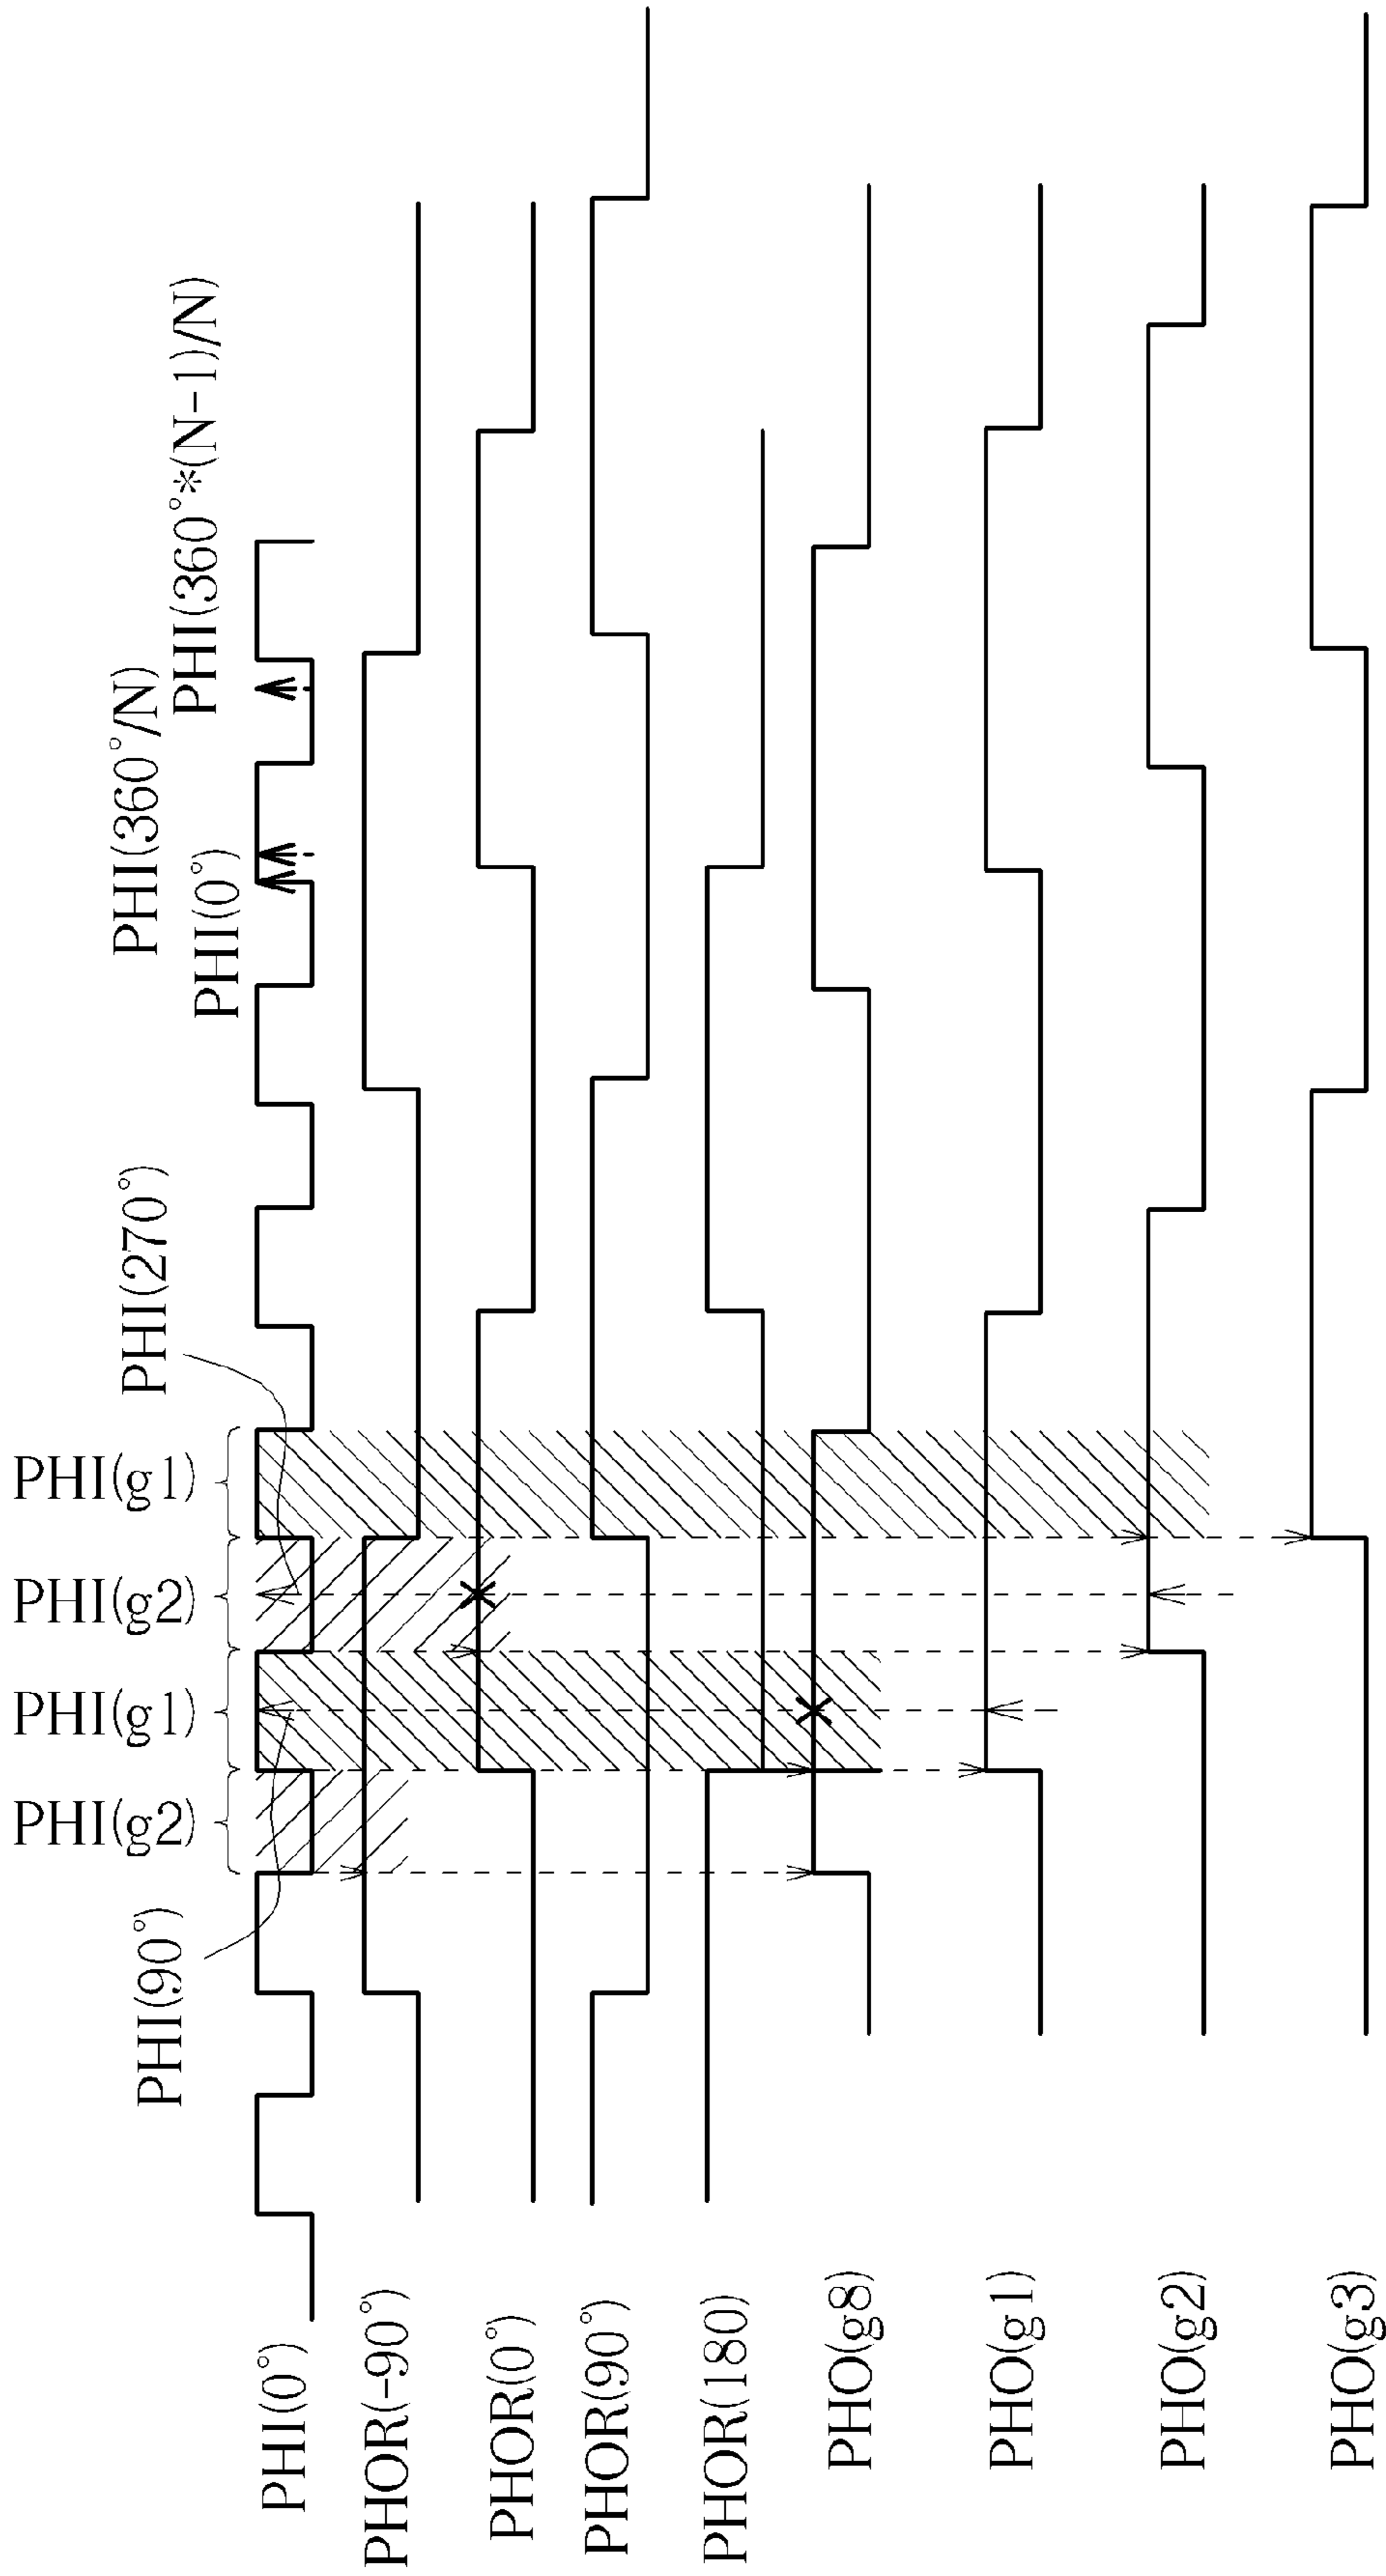 PHI(360°/N)
PHI(0°)
PHI(360°*(N-1)/N)
PHI(90°)
PHI(270°)
PHI(g2)
PHI(g1)
PHI(g2)
PHI(g1)
PHI(0°)
PHOR(-90°)
PHOR(0°)
PHOR(90°)
PHOR(180)
PHO(g8)
PHO(g1)
PHO(g2)
PHO(g3)